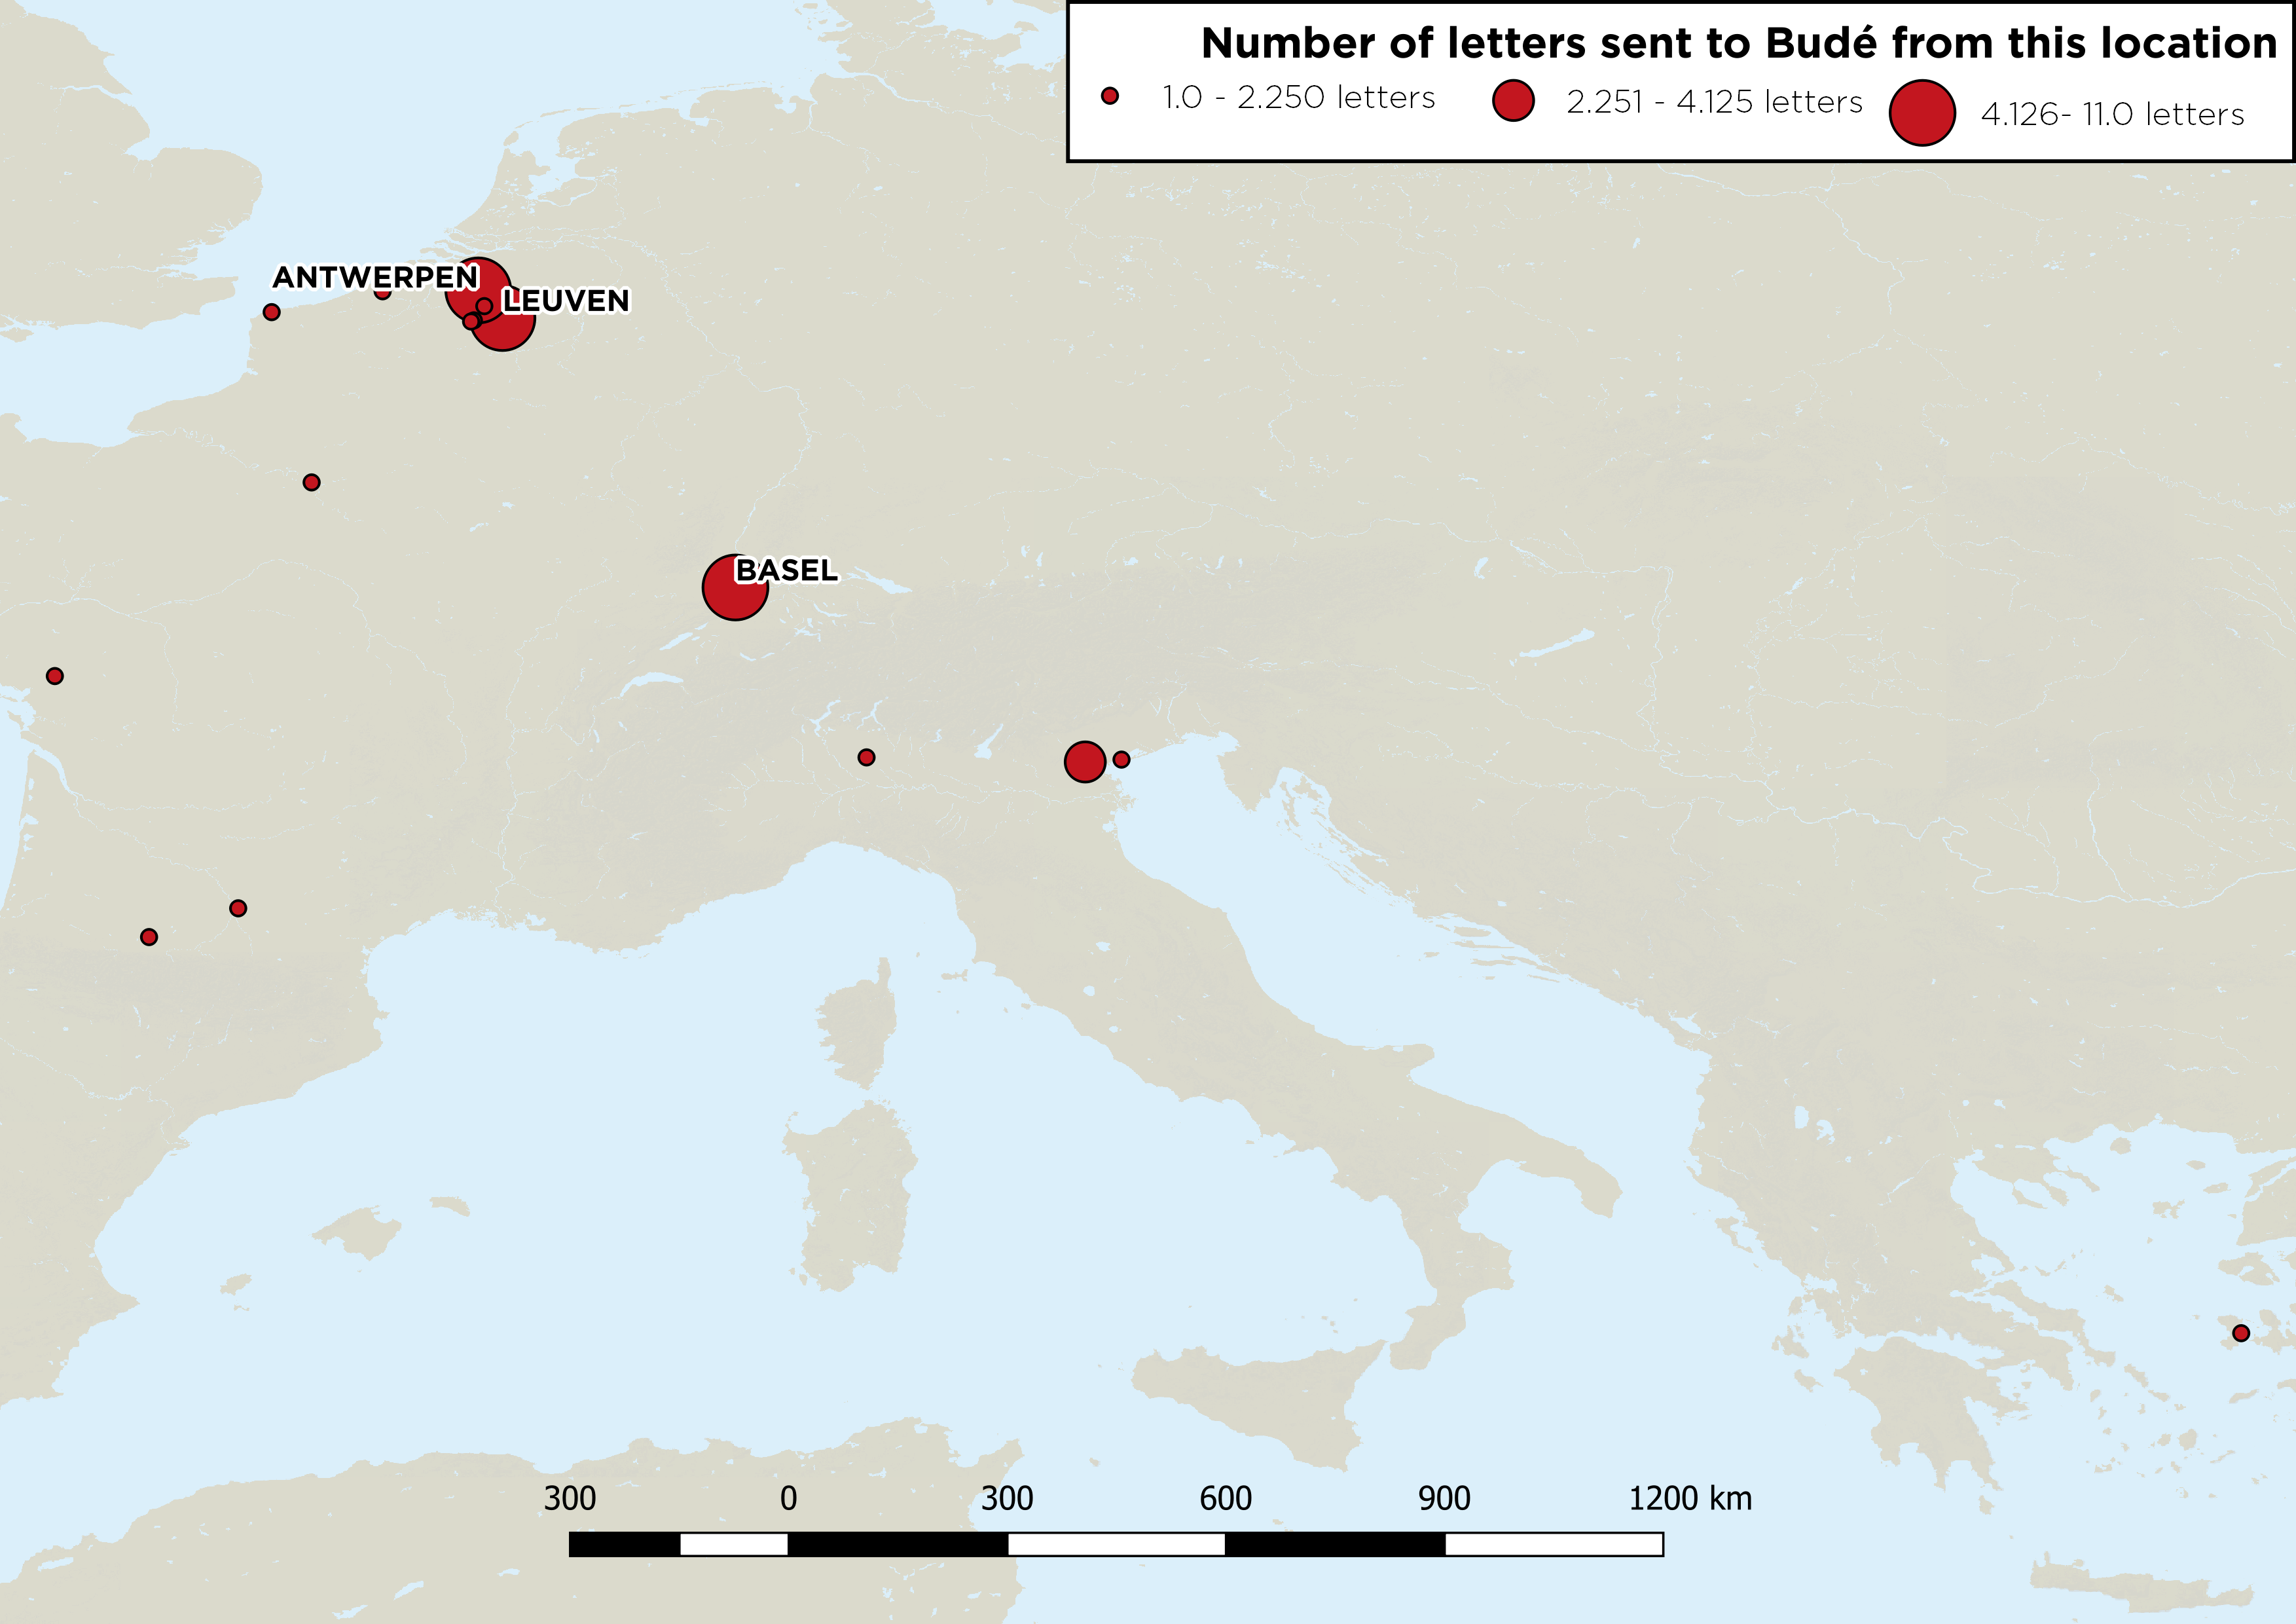 Number of letters sent to Budé from this location
1.0 - 2.250 letters
2.251 - 4.125 letters
4.126- 11.0 letters
ANTWERPEN
LEUVEN
BASEL
300 0 300 600 900 1200 km